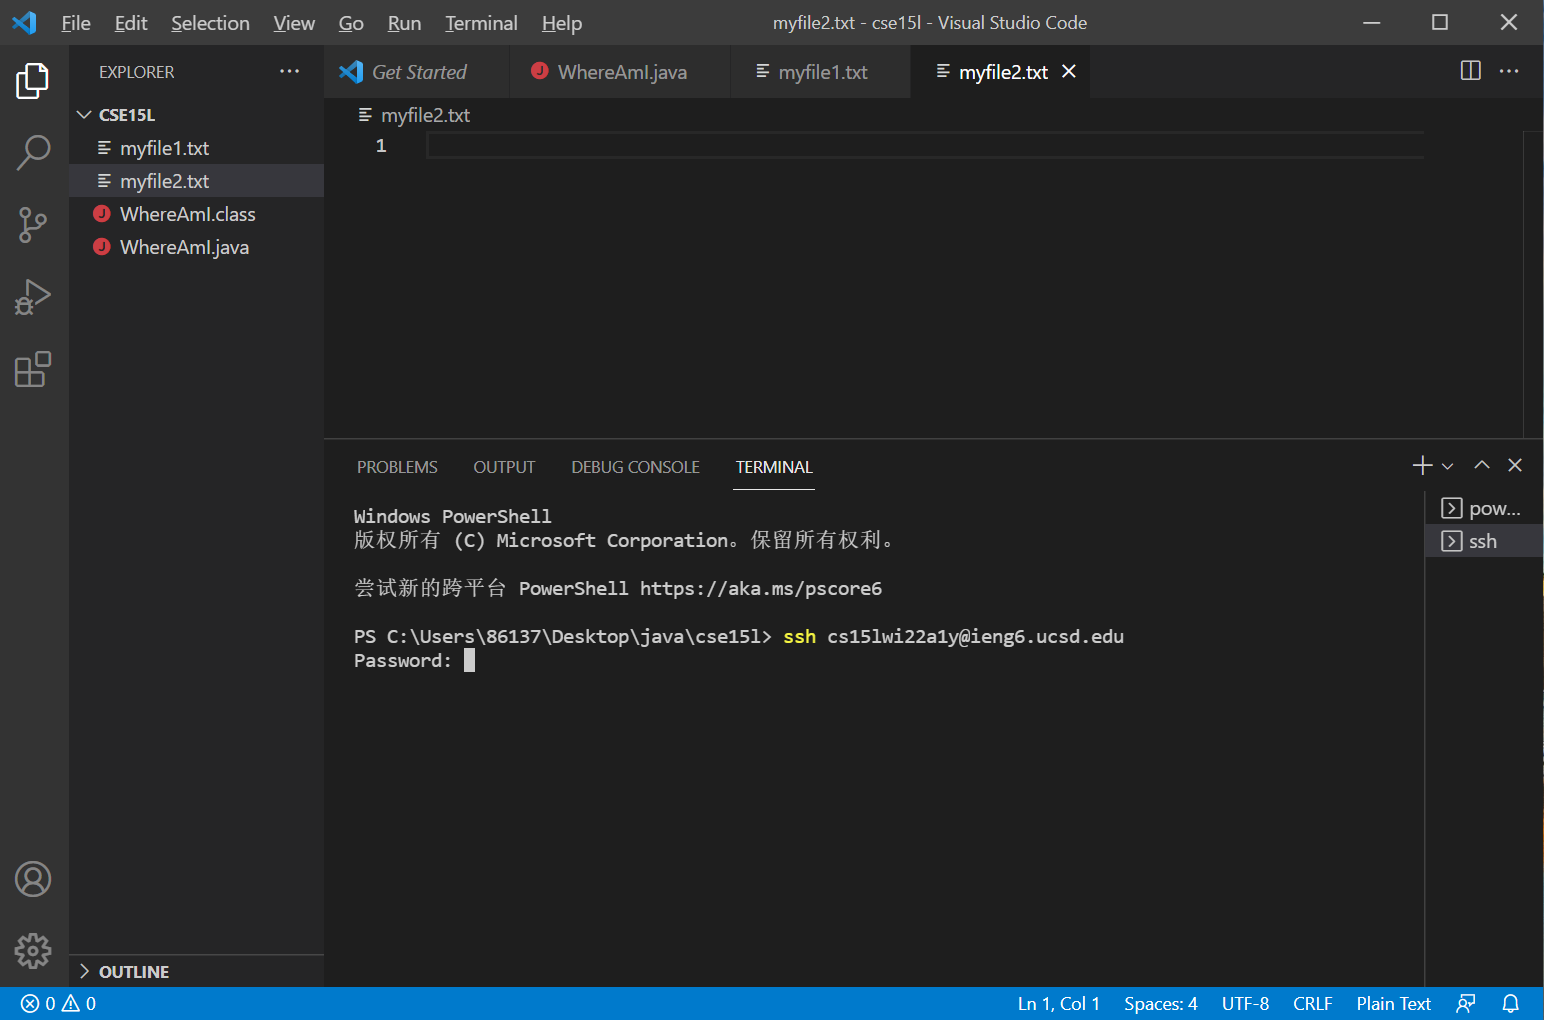 File Edit Selection View Go Run Terminal Help myfile2.txt - cse15l - Visual Studio Code
EXPLORER
Get Started WhereAmI.java myfile1.txt myfile2.txt
CSE15L
myfile1.txt
myfile2.txt
WhereAmI.class
WhereAmI.java
myfile2.txt
1
PROBLEMS OUTPUT DEBUG CONSOLE TERMINAL
Windows PowerShell
版权所有 (C) Microsoft Corporation。保留所有权利。
尝试新的跨平台 PowerShell https://aka.ms/pscore6
PS C:\Users\86137\Desktop\java\cse15l> ssh cs15lwi22a1y@ieng6.ucsd.edu
Password:
pow...
ssh
OUTLINE
0 0 Ln 1, Col 1 Spaces: 4 UTF-8 CRLF Plain Text